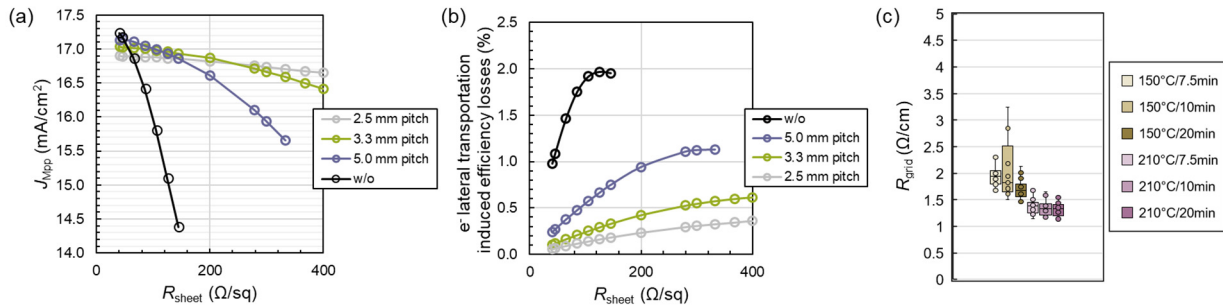 (a)
17.5
17.0
16.5
16.0
15.5
15.0
14.5
14.0
J_Mpp (mA/cm²)
0
200
400
R_sheet (Ω/sq)
2.5 mm pitch
3.3 mm pitch
5.0 mm pitch
w/o
(b)
2.5
2.0
1.5
1.0
0.5
0.0
e⁻ lateral transportation
induced efficiency losses (%)
0
200
400
R_sheet (Ω/sq)
w/o
5.0 mm pitch
3.3 mm pitch
2.5 mm pitch
(c)
5
4.5
4
3.5
3
2.5
2
1.5
1
0.5
0
R_grid (Ω/cm)
150°C/7.5min
150°C/10min
150°C/20min
210°C/7.5min
210°C/10min
210°C/20min